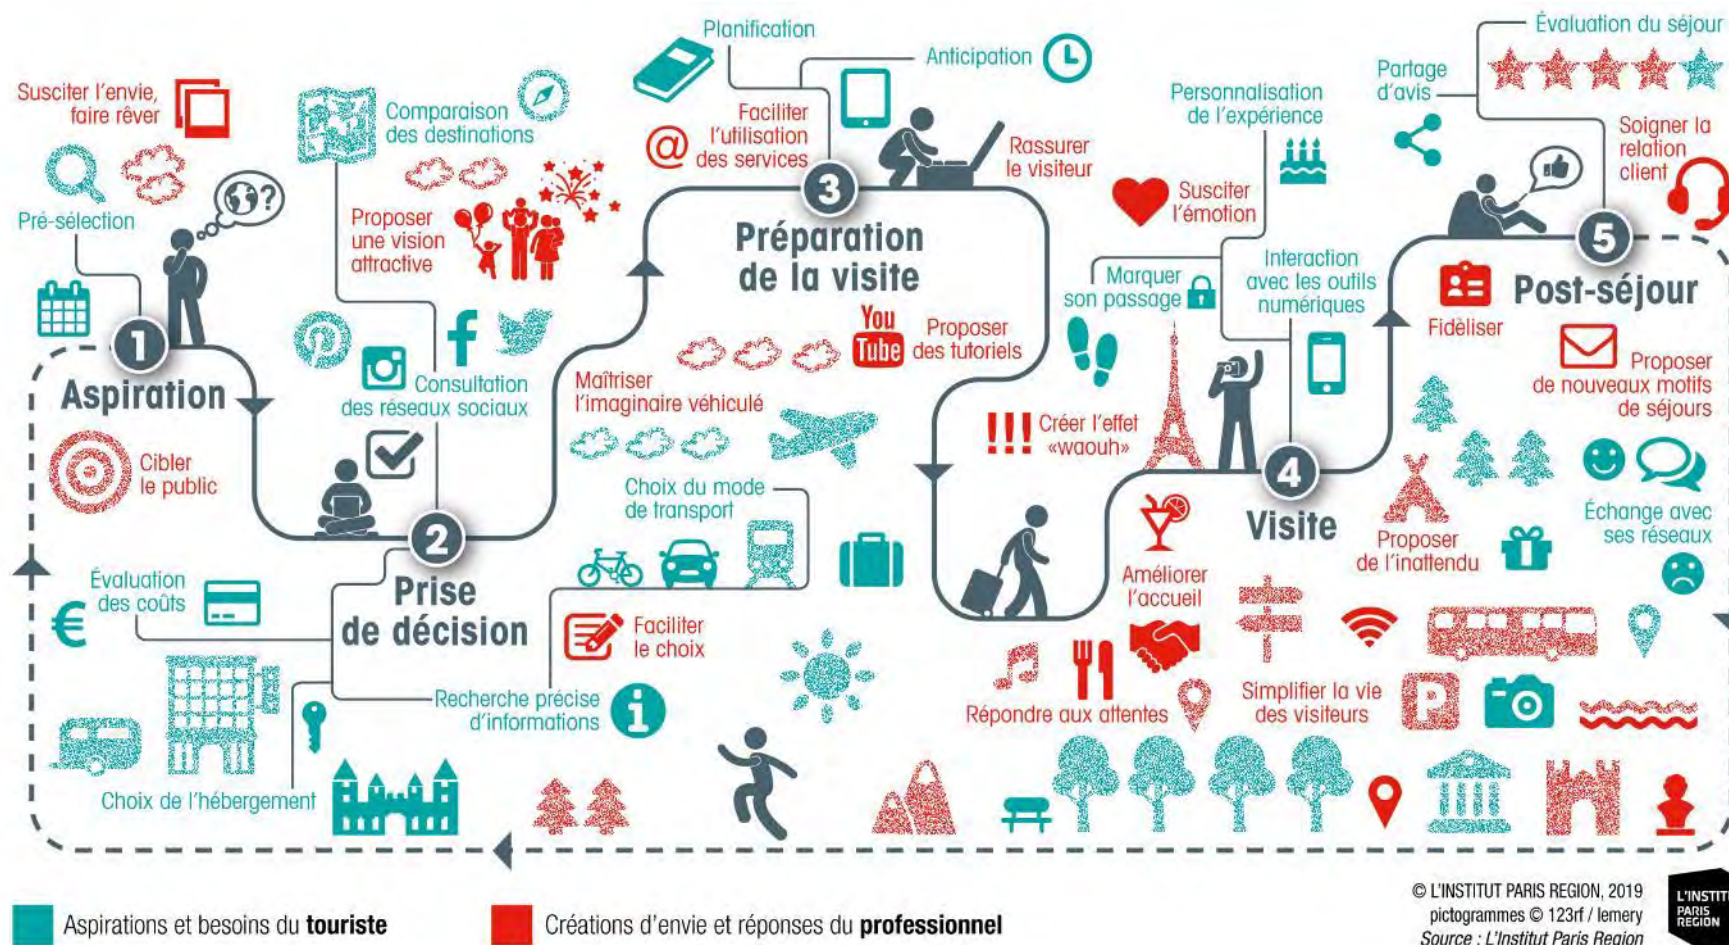 Susciter l'envie,
faire rêver
Pré-sélection
?
1
Aspiration
Cibler
le public
Comparaison
des destinations
Proposer
une vision
attractive
Consultation
des réseaux sociaux
2
Prise
de décision
Évaluation
des coûts
€
Choix de l'hébergement
Recherche précise
d'informations
i
Faciliter
le choix
Choix du mode
de transport
Maîtriser
l'imaginaire véhiculé
Planification
Anticipation
@
Faciliter
l'utilisation
des services
Rassurer
le visiteur
3
Préparation
de la visite
You
Tube
Proposer
des tutoriels
Personnalisation
de l'expérience
Susciter
l'émotion
Marquer
son passage
Interaction
avec les outils
numériques
!!! Créer l'effet
«waouh»
4
Visite
Améliorer
l'accueil
Répondre aux attentes
Simplifier la vie
des visiteurs
P
Proposer
de l'inattendu
Évaluation du séjour
Partage
d'avis
Soigner la
relation
client
5
Post-séjour
Fidéliser
Proposer
de nouveaux motifs
de séjours
Échange avec
ses réseaux
Aspirations et besoins du touriste
Créations d'envie et réponses du professionnel
© L'INSTITUT PARIS REGION, 2019
pictogrammes © 123rf / lemery
Source : L'Institut Paris Region
L'INSTIT
PARIS
REGION